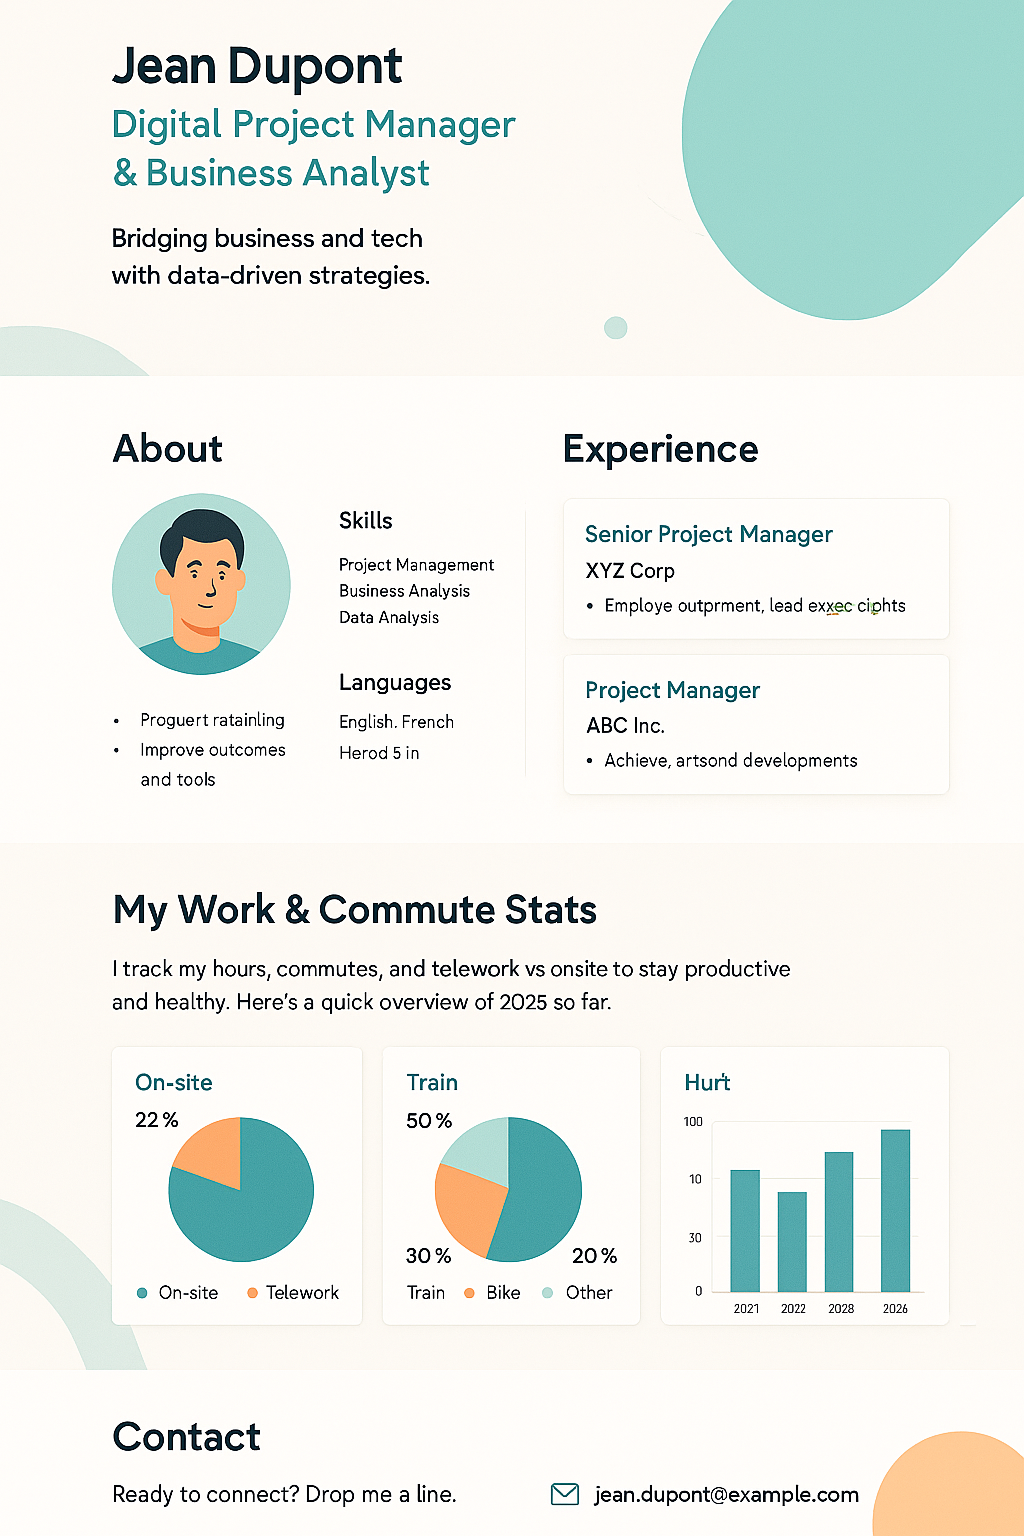 Jean Dupont
Digital Project Manager
& Business Analyst
Bridging business and tech
with data-driven strategies.
About
Skills
Project Management
Business Analysis
Data Analysis
Languages
English. French
Herod 5 in
• Proguert ratainling
• Improve outcomes
and tools
Experience
Senior Project Manager
XYZ Corp
• Employe outprment, lead exxec
Project Manager
ABC Inc.
• Achieve, artsond developments
My Work & Commute Stats
I track my hours, commutes, and telework vs onsite to stay productive
and healthy. Here's a quick overview of 2025 so far.
On-site
22 %
On-site Telework
Train
50 %
30 % 20 %
Train Bike Other
Hurt
100
10
30
0
2021 2022 2028 2026
Contact
Ready to connect? Drop me a line.
jean.dupont@example.com